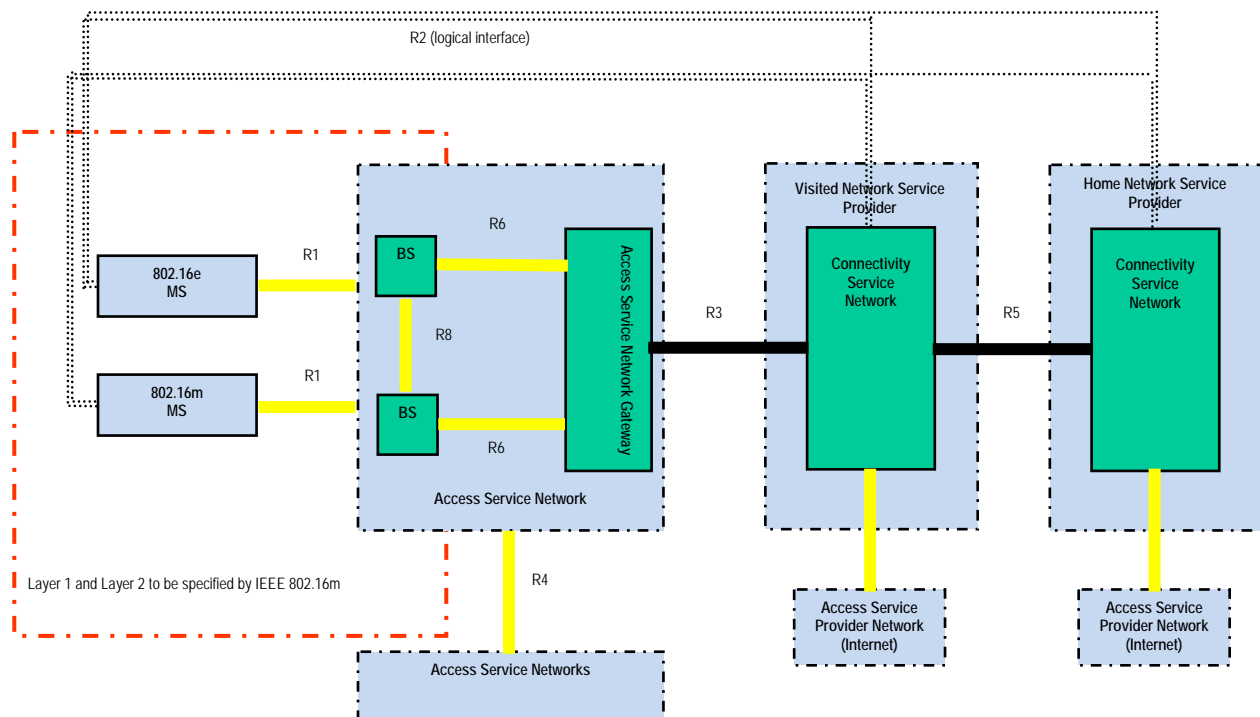 R2 (logical interface)
Visited Network Service
Provider
Home Network Service
Provider
R6
BS
Access Service Network Gateway
Connectivity
Service
Network
Connectivity
Service
Network
802.16e
MS
R1
R3
R5
R8
802.16m
MS
R1
BS
R6
Access Service Network
Layer 1 and Layer 2 to be specified by IEEE 802.16m
R4
Access Service
Provider Network
(Internet)
Access Service
Provider Network
(Internet)
Access Service Networks